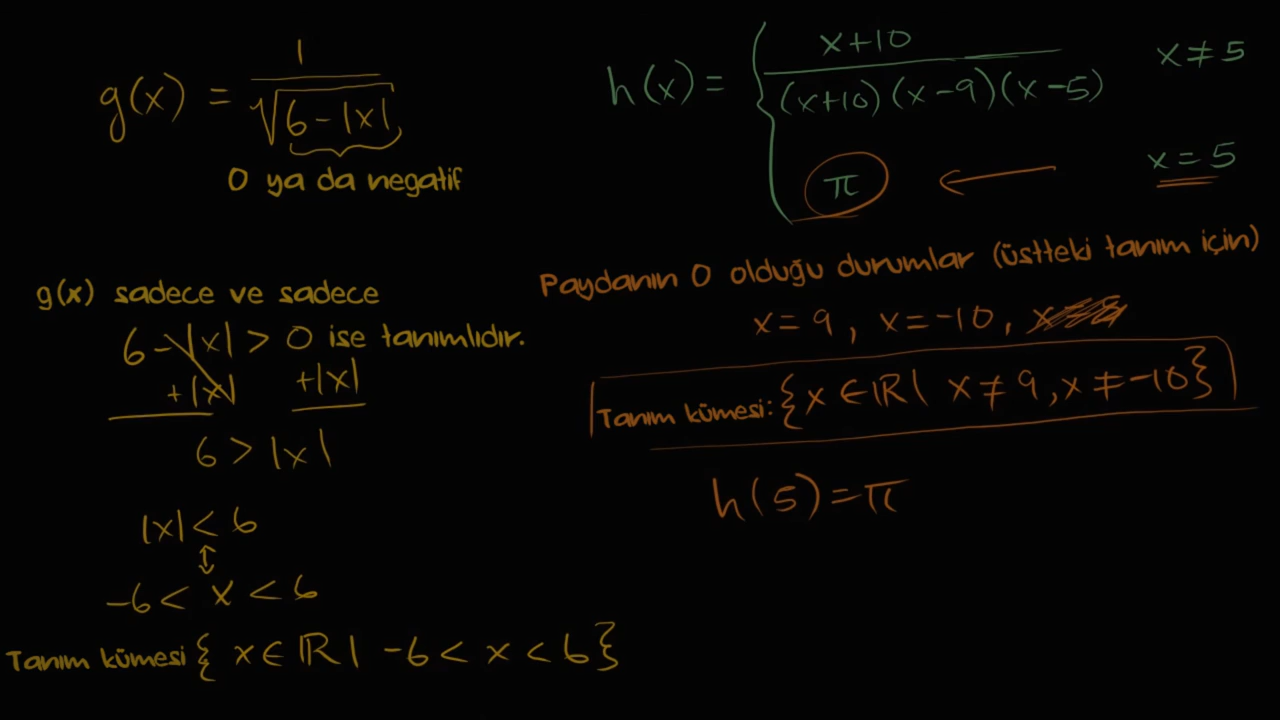 g(x) = 1 / √(6 - |x|)
0 ya da negatif
g(x) sadece ve sadece
6 - |x| > 0 ise tanımlıdır.
+|x| +|x|
6 > |x|
|x| < 6
↕
-6 < x < 6
Tanım kümesi { x ∈ ℝ | -6 < x < 6 }
h(x) = { x+10 / (x+10)(x-9)(x-5) x ≠ 5
π ← x = 5
Paydanın 0 olduğu durumlar (üstteki tanım için)
x = 9, x = -10,
Tanım kümesi: { x ∈ ℝ | x ≠ 9, x ≠ -10 }
h(5) = π